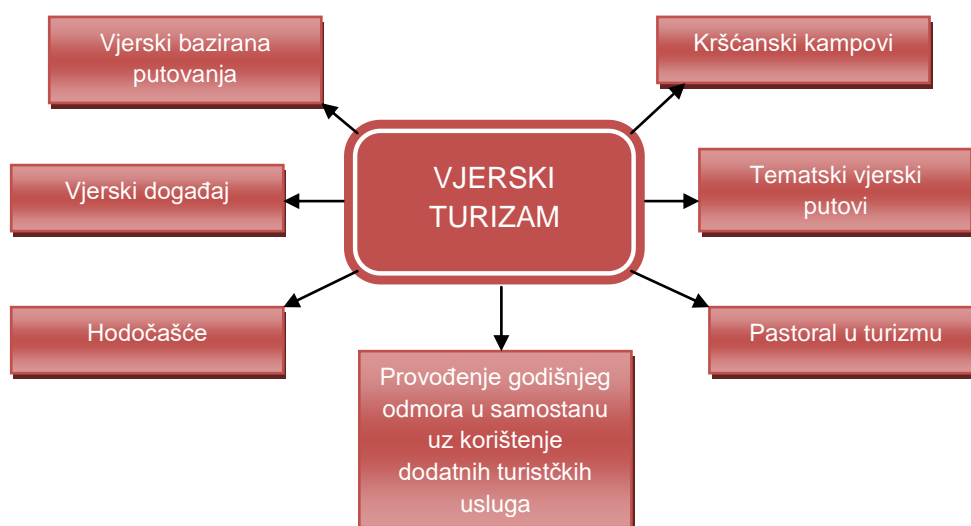 Vjerski bazirana
putovanja
Kršćanski kampovi
VJERSKI
TURIZAM
Vjerski događaj
Tematski vjerski
putovi
Hodočašće
Pastoral u turizmu
Provođenje godišnjeg
odmora u samostanu
uz korištenje
dodatnih turistčkih
usluga